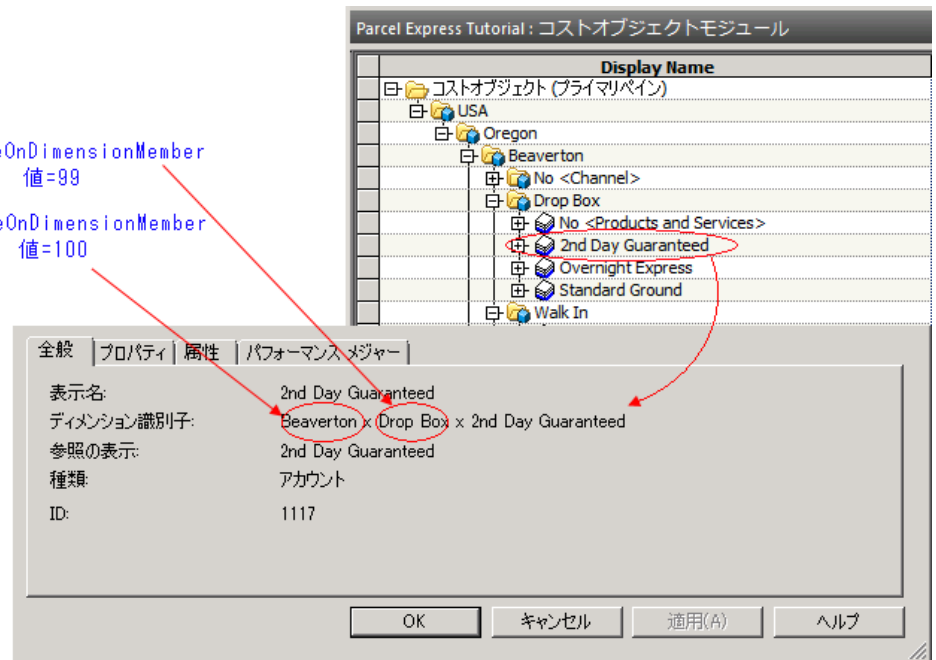 Parcel Express Tutorial : コストオブジェクトモジュール
Display Name
コストオブジェクト (プライマリペイン)
USA
Oregon
Beaverton
No <Channel>
Drop Box
No <Products and Services>
2nd Day Guaranteed
Overnight Express
Standard Ground
Walk In
eOnDimensionMember
値=99
eOnDimensionMember
値=100
全般 プロパティ 属性 パフォーマンス メジャー
表示名: 2nd Day Guaranteed
ディメンション識別子: Beaverton x Drop Box x 2nd Day Guaranteed
参照の表示: 2nd Day Guaranteed
種類: アカウント
ID: 1117
OK キャンセル 適用(A) ヘルプ